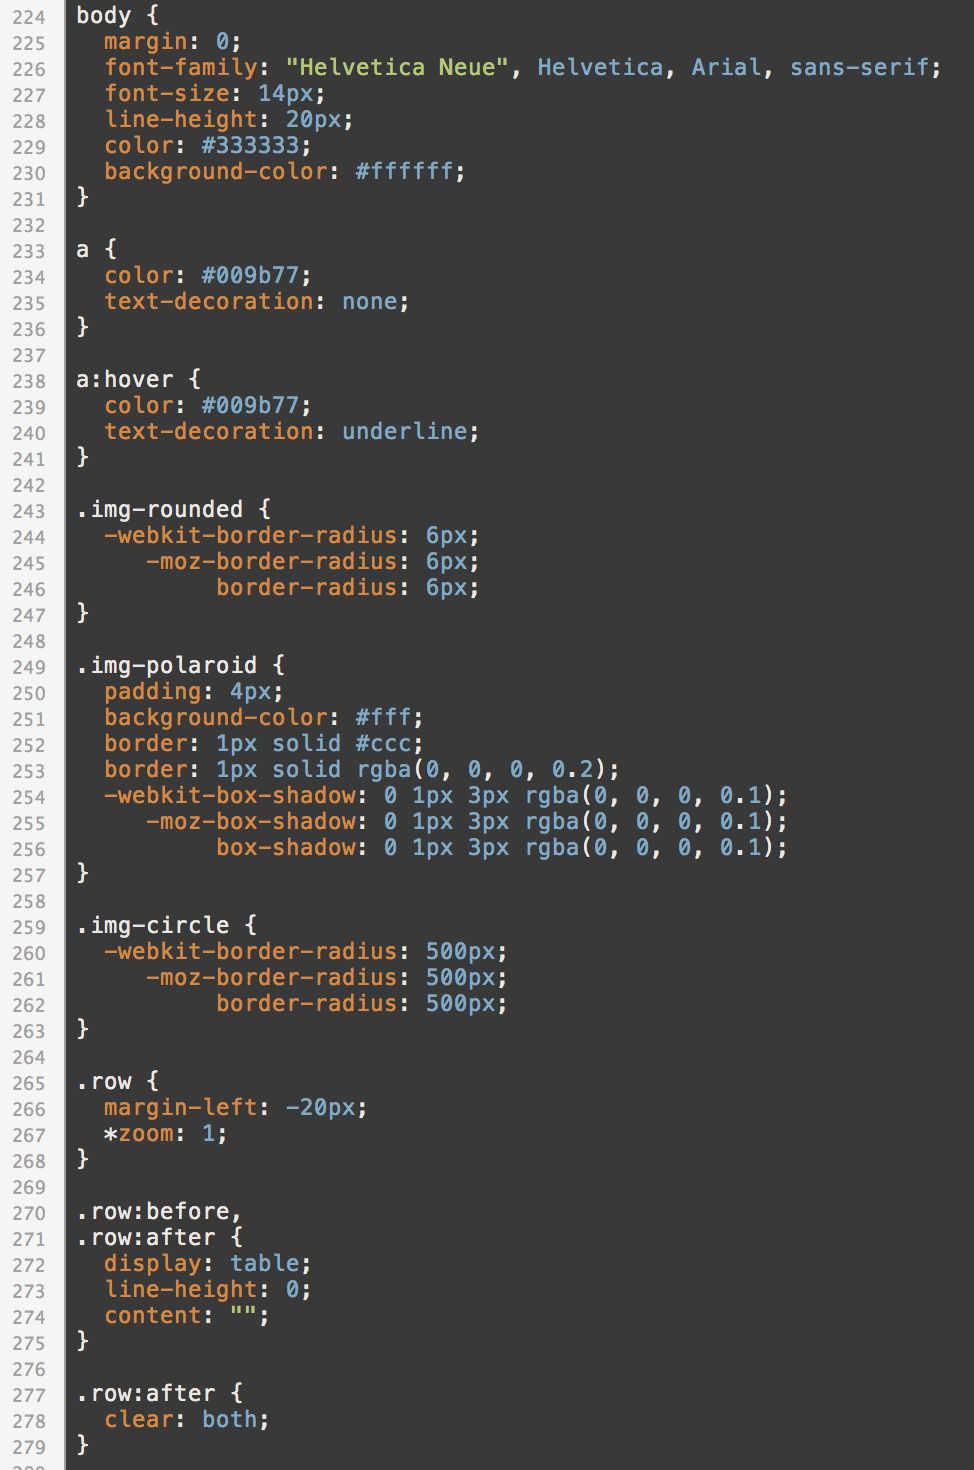 224 body {
225   margin: 0;
226   font-family: "Helvetica Neue", Helvetica, Arial, sans-serif;
227   font-size: 14px;
228   line-height: 20px;
229   color: #333333;
230   background-color: #ffffff;
231 }
232
233 a {
234   color: #009b77;
235   text-decoration: none;
236 }
237
238 a:hover {
239   color: #009b77;
240   text-decoration: underline;
241 }
242
243 .img-rounded {
244   -webkit-border-radius: 6px;
245      -moz-border-radius: 6px;
246           border-radius: 6px;
247 }
248
249 .img-polaroid {
250   padding: 4px;
251   background-color: #fff;
252   border: 1px solid #ccc;
253   border: 1px solid rgba(0, 0, 0, 0.2);
254   -webkit-box-shadow: 0 1px 3px rgba(0, 0, 0, 0.1);
255      -moz-box-shadow: 0 1px 3px rgba(0, 0, 0, 0.1);
256           box-shadow: 0 1px 3px rgba(0, 0, 0, 0.1);
257 }
258
259 .img-circle {
260   -webkit-border-radius: 500px;
261      -moz-border-radius: 500px;
262           border-radius: 500px;
263 }
264
265 .row {
266   margin-left: -20px;
267   *zoom: 1;
268 }
269
270 .row:before,
271 .row:after {
272   display: table;
273   line-height: 0;
274   content: "";
275 }
276
277 .row:after {
278   clear: both;
279 }